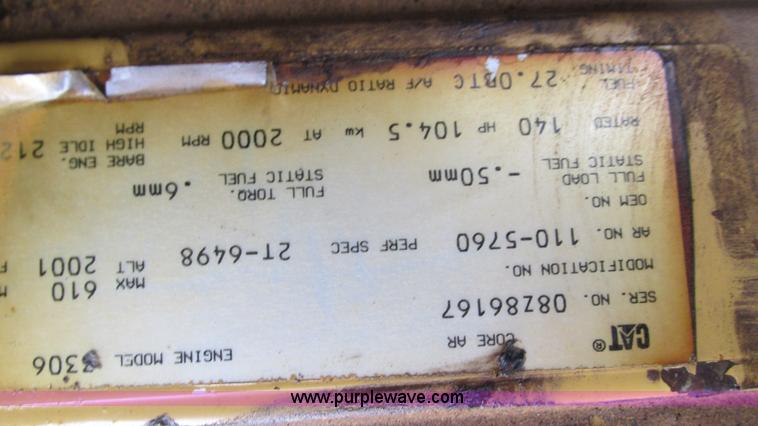 CAT® CORE AR ENGINE MODEL 3306
SER. NO. 08Z86167 MAX 610
MODIFICATION NO. ALT 2001
AR NO. 110-5760 PERF SPEC 2T-6498
OEM NO.
FULL LOAD STATIC FUEL -.50mm FULL TORQ. STATIC FUEL .6mm BARE ENG. HIGH IDLE RPM
RATED 140 HP 104.5 kw AT 2000 RPM
FUEL TIMING 27.0BTC A/F RATIO DYNAMIC
www.purplewave.com